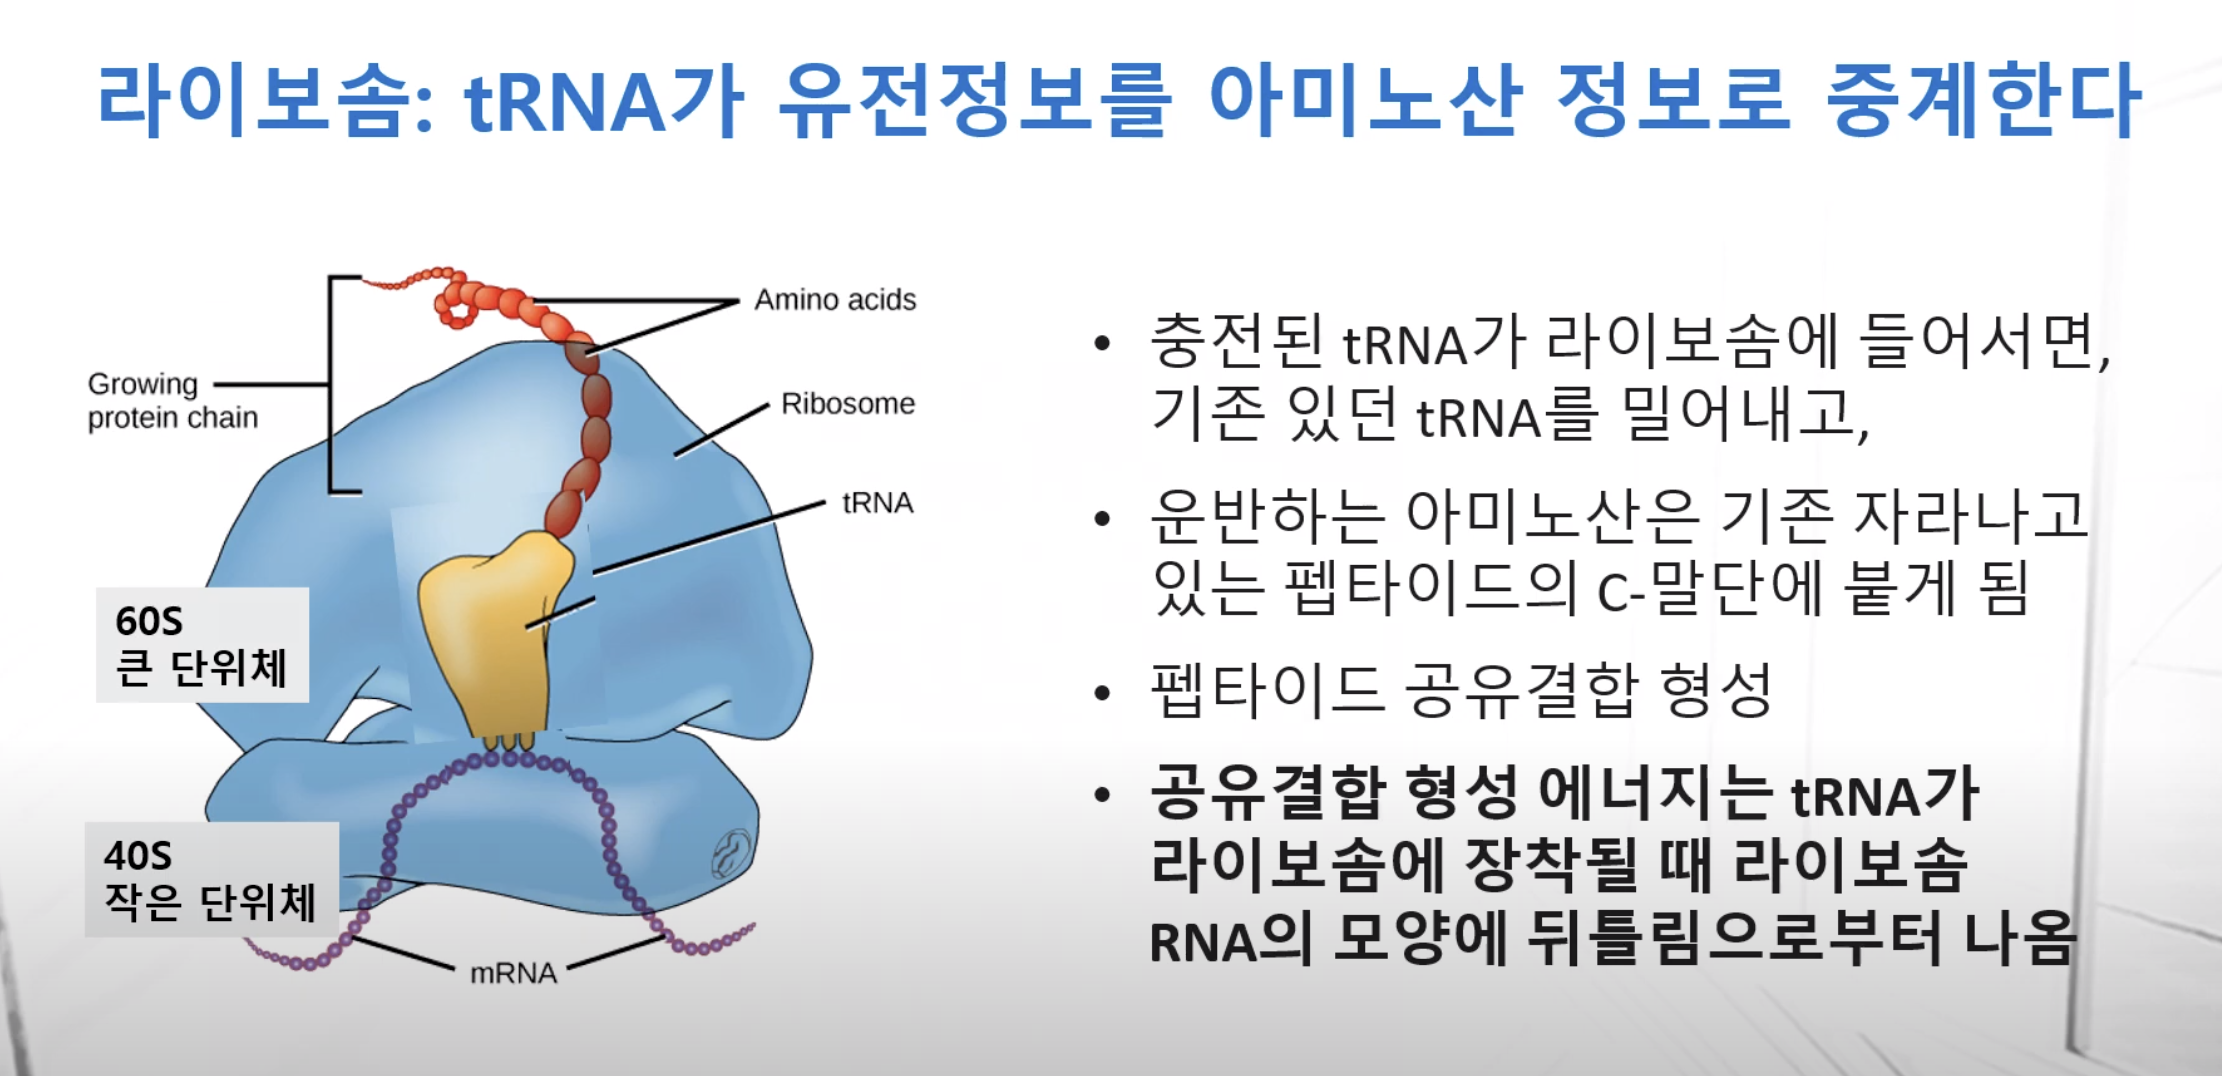 라이보솜: tRNA가 유전정보를 아미노산 정보로 중계한다
Amino acids
Growing
protein chain
Ribosome
tRNA
60S
큰 단위체
40S
작은 단위체
mRNA
• 충전된 tRNA가 라이보솜에 들어서면,
기존 있던 tRNA를 밀어내고,
• 운반하는 아미노산은 기존 자라나고
있는 펩타이드의 C-말단에 붙게 됨
• 펩타이드 공유결합 형성
• 공유결합 형성 에너지는 tRNA가
라이보솜에 장착될 때 라이보솜
RNA의 모양에 뒤틀림으로부터 나옴